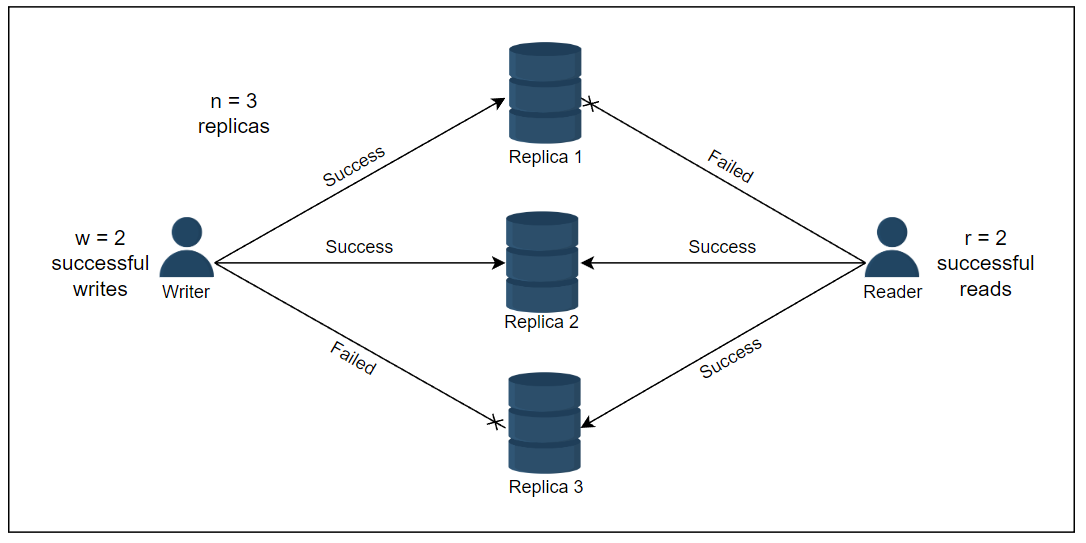 n = 3
replicas
Replica 1
Success
Failed
w = 2
successful
writes
Writer
Success
Replica 2
Success
Reader
r = 2
successful
reads
Failed
Success
Replica 3